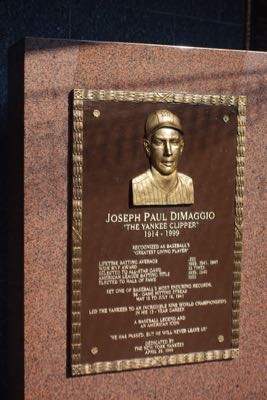 JOSEPH PAUL DIMAGGIO
"THE YANKEE CLIPPER"
1914 - 1999
RECOGNIZED AS BASEBALL'S
"GREATEST LIVING PLAYER"
LIFETIME BATTING AVERAGE .325
WON MVP AWARD 1939, 1941, 1947
SELECTED TO ALL-STAR GAME 13 TIMES
AMERICAN LEAGUE BATTING TITLE 1939, 1940
ELECTED TO HALL OF FAME 1955
SET ONE OF BASEBALL'S MOST ENDURING RECORDS,
56 - GAME HITTING STREAK
MAY 15 TO JULY 16, 1941
LED THE YANKEES TO AN INCREDIBLE NINE WORLD CHAMPIONSHIPS
IN HIS 13 - YEAR CAREER
A BASEBALL LEGEND AND
AN AMERICAN ICON
"HE HAS PASSED, BUT HE WILL NEVER LEAVE US"
DEDICATED BY
THE NEW YORK YANKEES
APRIL 25, 1999